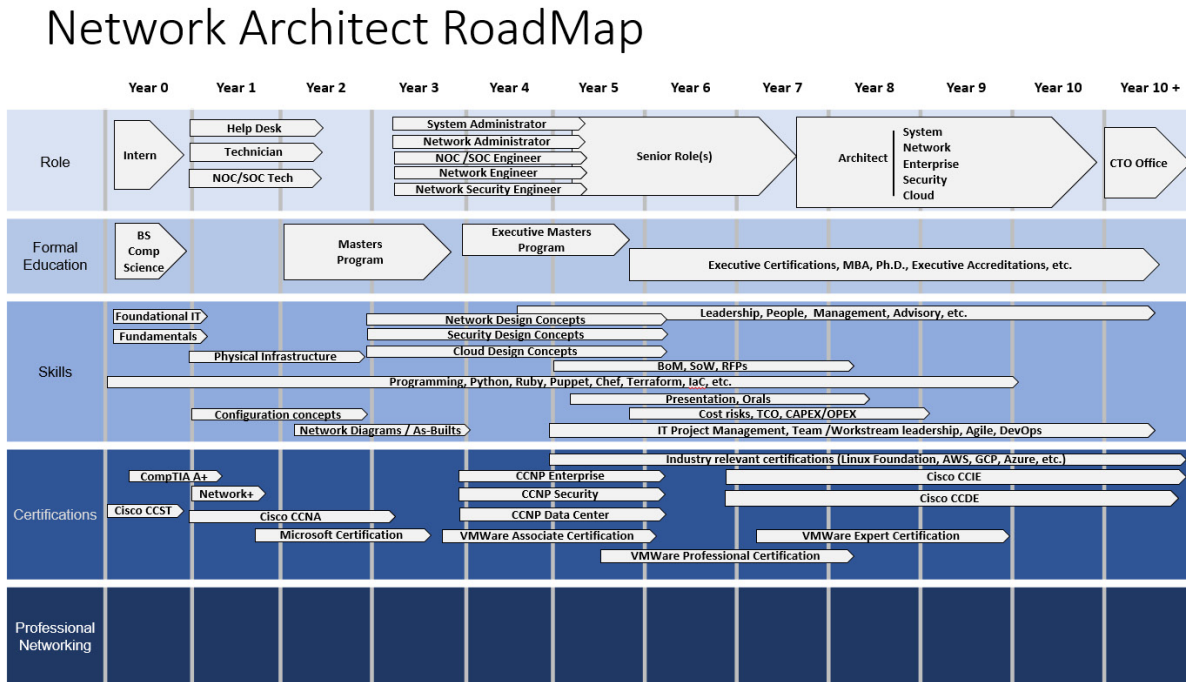 Network Architect RoadMap
Year 0 Year 1 Year 2 Year 3 Year 4 Year 5 Year 6 Year 7 Year 8 Year 9 Year 10 Year 10 +
Role
Intern
Help Desk
Technician
NOC/SOC Tech
System Administrator
Network Administrator
NOC /SOC Engineer
Network Engineer
Network Security Engineer
Senior Role(s)
Architect
System
Network
Enterprise
Security
Cloud
CTO Office
Formal
Education
BS
Comp
Science
Masters
Program
Executive Masters
Program
Executive Certifications, MBA, Ph.D., Executive Accreditations, etc.
Skills
Foundational IT
Fundamentals
Physical Infrastructure
Network Design Concepts
Security Design Concepts
Cloud Design Concepts
Leadership, People, Management, Advisory, etc.
BoM, SoW, RFPs
Programming, Python, Ruby, Puppet, Chef, Terraform, IaC, etc.
Presentation, Orals
Configuration concepts
Cost risks, TCO, CAPEX/OPEX
Network Diagrams / As-Builts
IT Project Management, Team /Workstream leadership, Agile, DevOps
Certifications
Industry relevant certifications (Linux Foundation, AWS, GCP, Azure, etc.)
CompTIA A+
Network+
Cisco CCST
Cisco CCNA
Microsoft Certification
CCNP Enterprise
CCNP Security
CCNP Data Center
VMWare Associate Certification
VMWare Professional Certification
Cisco CCIE
Cisco CCDE
VMWare Expert Certification
Professional
Networking